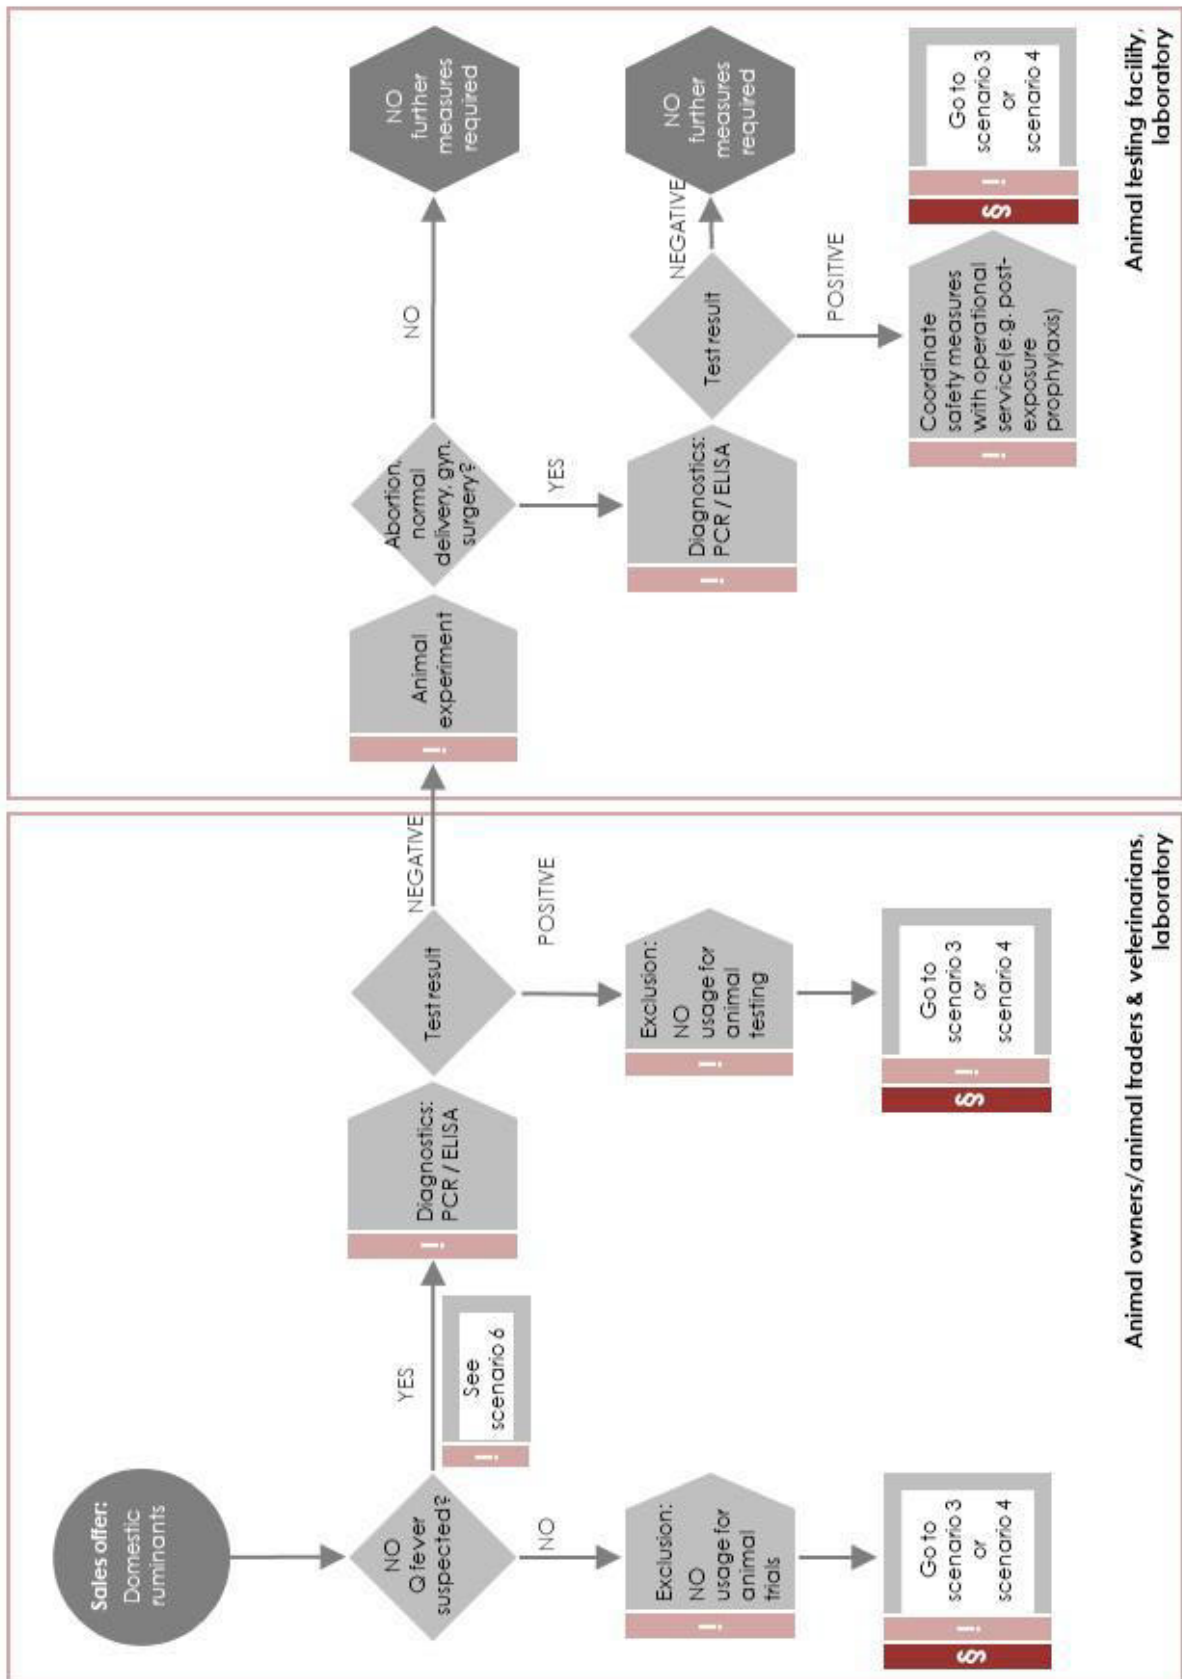 Sales offer:
Domestic
ruminants
NO
Q fever
suspected?
YES
See
scenario 6
i
NO
Exclusion:
NO
usage for
animal
trials
i
Go to
scenario 3
or
scenario 4
i
§
Diagnostics:
PCR / ELISA
i
Test result
NEGATIVE
POSITIVE
Exclusion:
NO
usage for
animal
testing
i
Go to
scenario 3
or
scenario 4
i
§
Animal owners/animal traders & veterinarians,
laboratory
Animal
experiment
i
Abortion,
normal
delivery, gyn.
surgery?
NO
NO
further
measures
required
YES
Diagnostics:
PCR / ELISA
i
Test result
NEGATIVE
NO
further
measures
required
POSITIVE
Coordinate
safety measures
with operational
service (e.g. post-
exposure
prophylaxis)
i
Go to
scenario 3
or
scenario 4
i
§
Animal testing facility,
laboratory